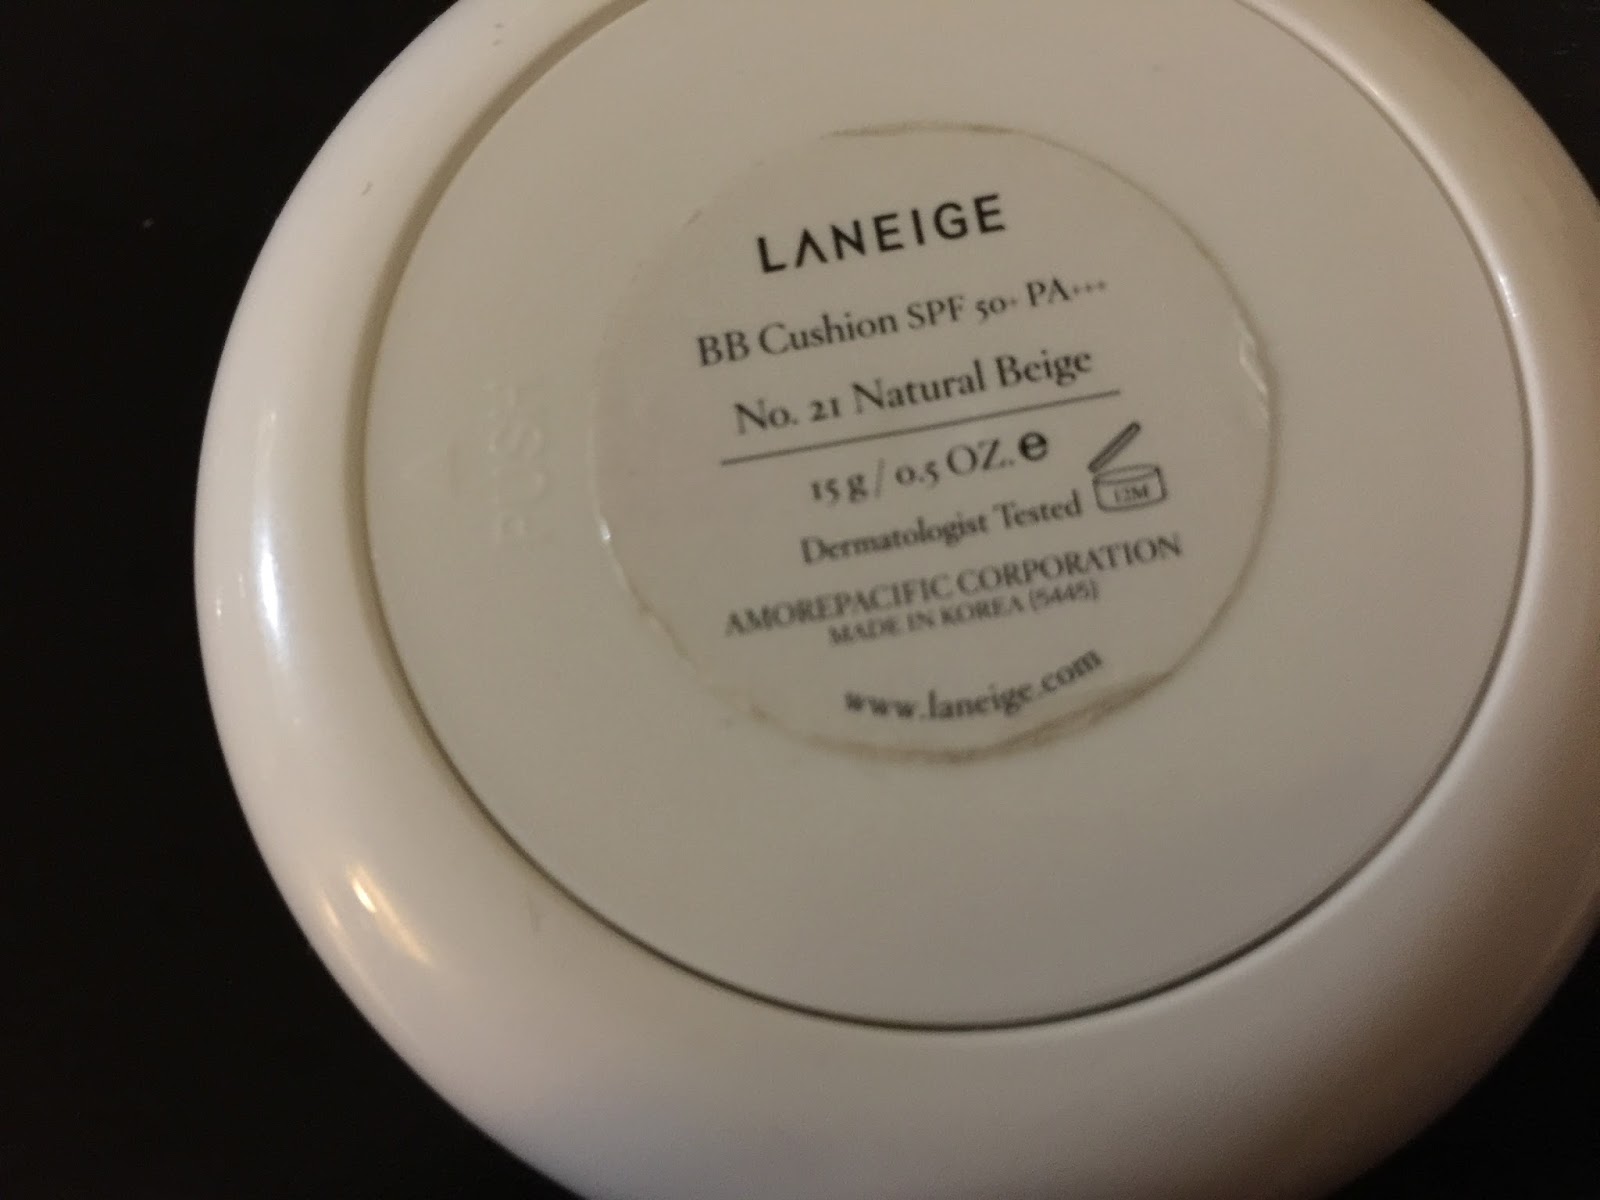 LANEIGE
BB Cushion SPF 50+ PA+++
No. 21 Natural Beige
15 g / 0.5 OZ. e
Dermatologist Tested 12M
AMOREPACIFIC CORPORATION
MADE IN KOREA (5445)
www.laneige.com
PUSH